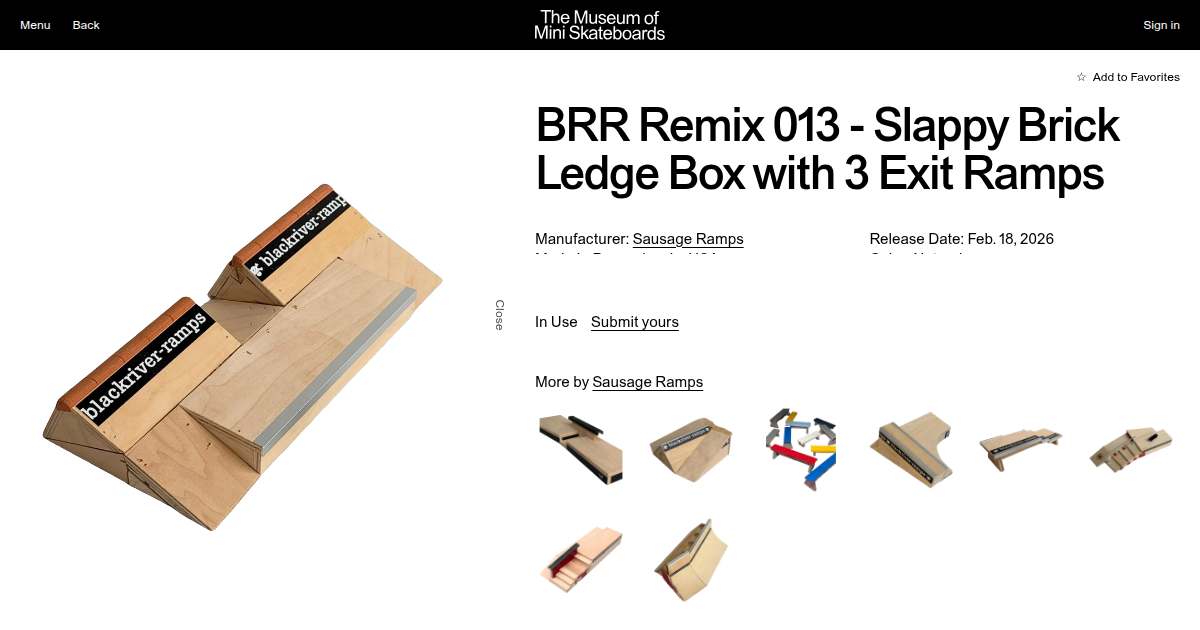 Menu
Back
The Museum of
Mini Skateboards
Sign in
☆ Add to Favorites
BRR Remix 013 - Slappy Brick
Ledge Box with 3 Exit Ramps
Manufacturer: Sausage Ramps
Release Date: Feb. 18, 2026
blackriver-ramp
blackriver-ramps
Close
In Use
Submit yours
More by Sausage Ramps